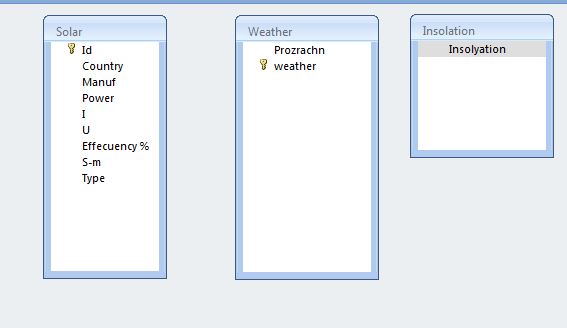 Solar
Id
Country
Manuf
Power
I
U
Effecuency %
S-m
Type
Weather
Prozrachn
weather
Insolation
Insolyation